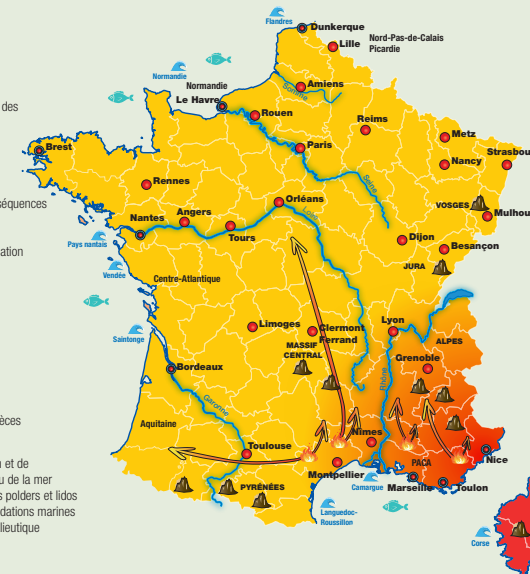 des
séquences
ation
èces
n et de
u de la mer
s polders et lidos
dations marines
lieutique
Flandres
Dunkerque
Lille
Nord-Pas-de-Calais
Picardie
Normandie
Normandie
Le Havre
Somme
Amiens
Rouen
Reims
Metz
Paris
Nancy
Strasbou
Brest
Seine
Rennes
VOSGES
Mulhou
Orléans
Nantes
Angers
Loire
Tours
Dijon
Besançon
Pays nantais
JURA
Vendée
Centre-Atlantique
Saintonge
Limoges
Clermont
Ferrand
Lyon
ALPES
MASSIF
CENTRAL
Grenoble
Bordeaux
Rhône
Garonne
Aquitaine
Toulouse
Nîmes
Montpellier
PACA
Nice
Camargue
Marseille
Toulon
PYRÉNÉES
Languedoc-
Roussillon
Corse